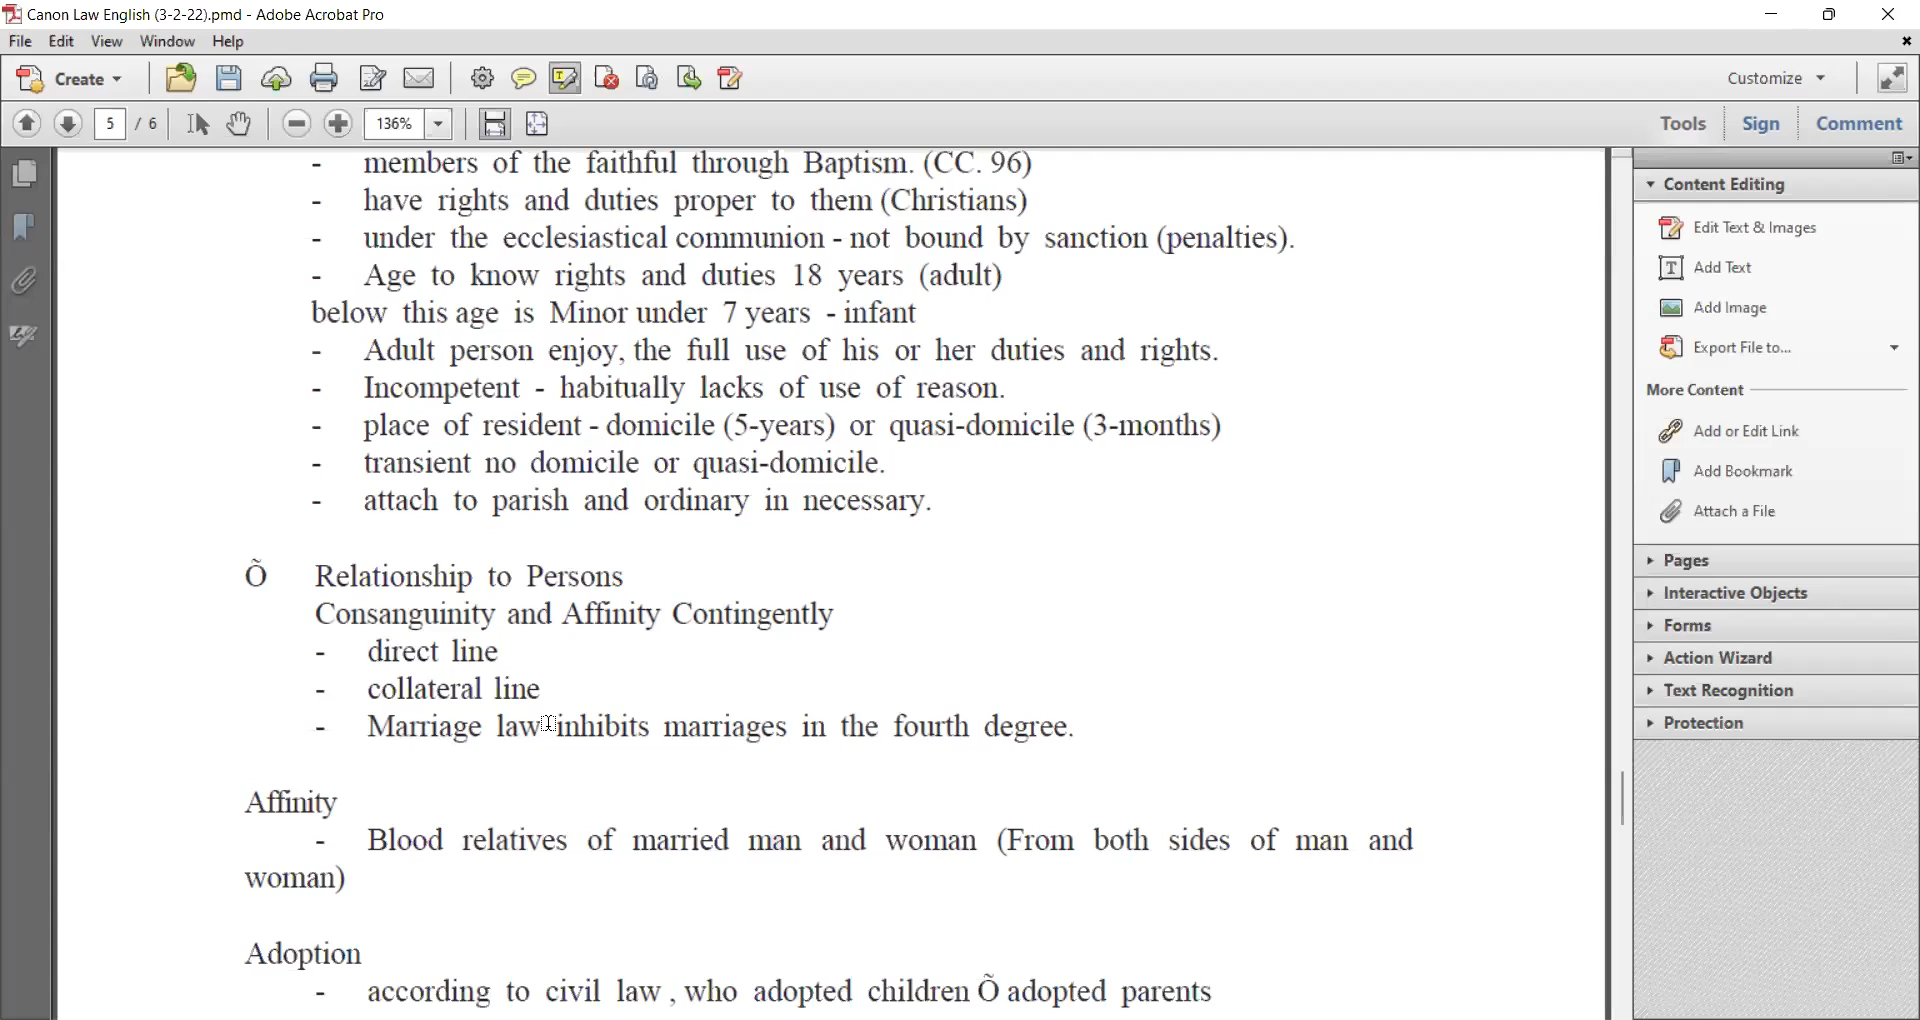 Canon Law English (3-2-22).pmd - Adobe Acrobat Pro
File Edit View Window Help
Create
Customize
5 / 6
136%
Tools Sign Comment
- members of the faithful through Baptism. (CC. 96)
- have rights and duties proper to them (Christians)
- under the ecclesiastical communion - not bound by sanction (penalties).
- Age to know rights and duties 18 years (adult)
below this age is Minor under 7 years - infant
- Adult person enjoy, the full use of his or her duties and rights.
- Incompetent - habitually lacks of use of reason.
- place of resident - domicile (5-years) or quasi-domicile (3-months)
- transient no domicile or quasi-domicile.
- attach to parish and ordinary in necessary.
Õ Relationship to Persons
Consanguinity and Affinity Contingently
- direct line
- collateral line
- Marriage law inhibits marriages in the fourth degree.
Affinity
- Blood relatives of married man and woman (From both sides of man and
woman)
Adoption
- according to civil law , who adopted children Õ adopted parents
Content Editing
Edit Text & Images
Add Text
Add Image
Export File to...
More Content
Add or Edit Link
Add Bookmark
Attach a File
Pages
Interactive Objects
Forms
Action Wizard
Text Recognition
Protection